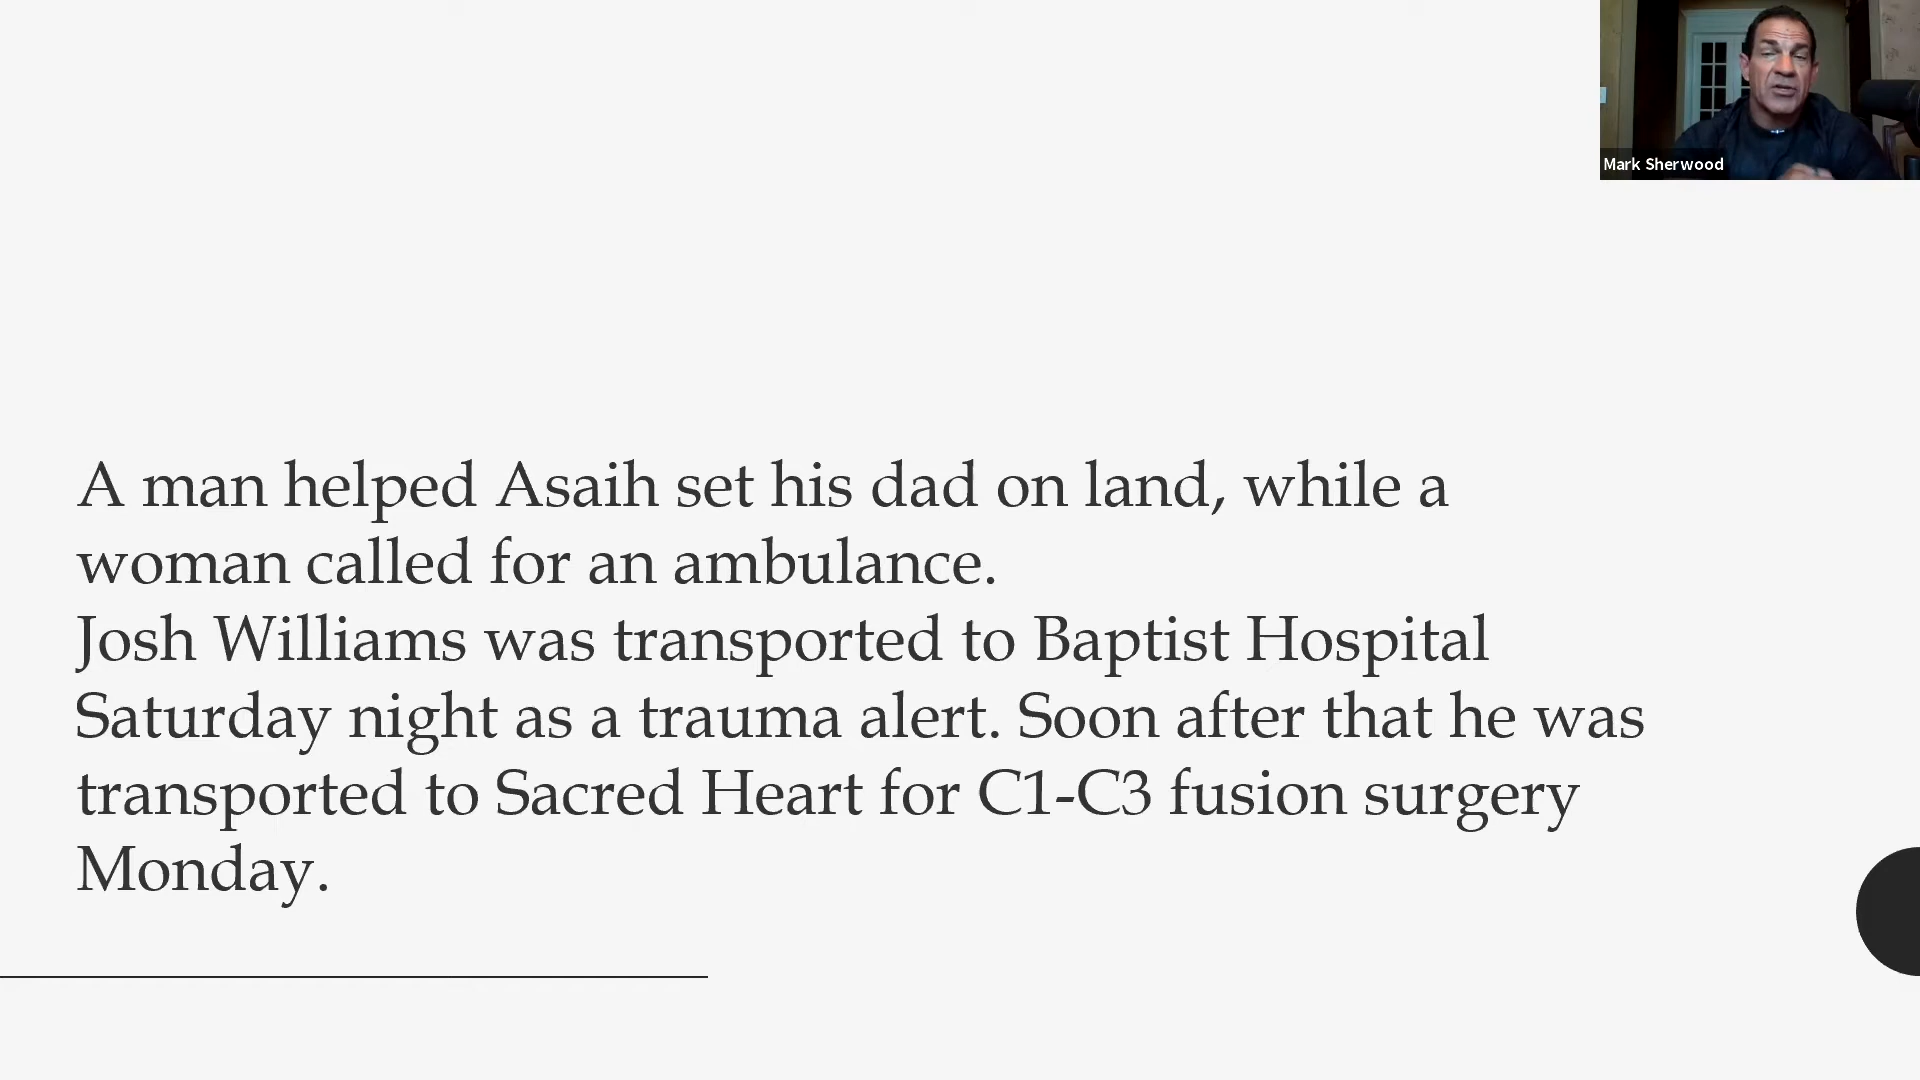 Mark Sherwood
A man helped Asaih set his dad on land, while a
woman called for an ambulance.
Josh Williams was transported to Baptist Hospital
Saturday night as a trauma alert. Soon after that he was
transported to Sacred Heart for C1-C3 fusion surgery
Monday.